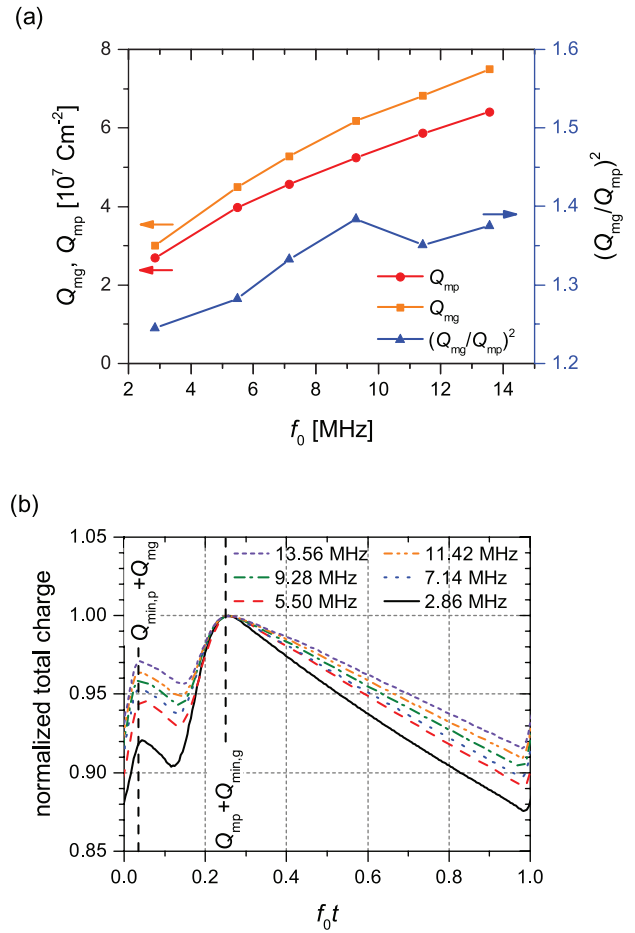 (a)
8
6
4
2
0
Q_mg, Q_mp [10^7 Cm^-2]
1.6
1.5
1.4
1.3
1.2
(Q_mg/Q_mp)^2
Q_mp
Q_mg
(Q_mg/Q_mp)^2
2 4 6 8 10 12 14
f_0 [MHz]
(b)
1.05
1.00
0.95
0.90
0.85
normalized total charge
Q_min,p + Q_mg
Q_mp + Q_min,g
13.56 MHz 11.42 MHz
9.28 MHz 7.14 MHz
5.50 MHz 2.86 MHz
0.0 0.2 0.4 0.6 0.8 1.0
f_0 t